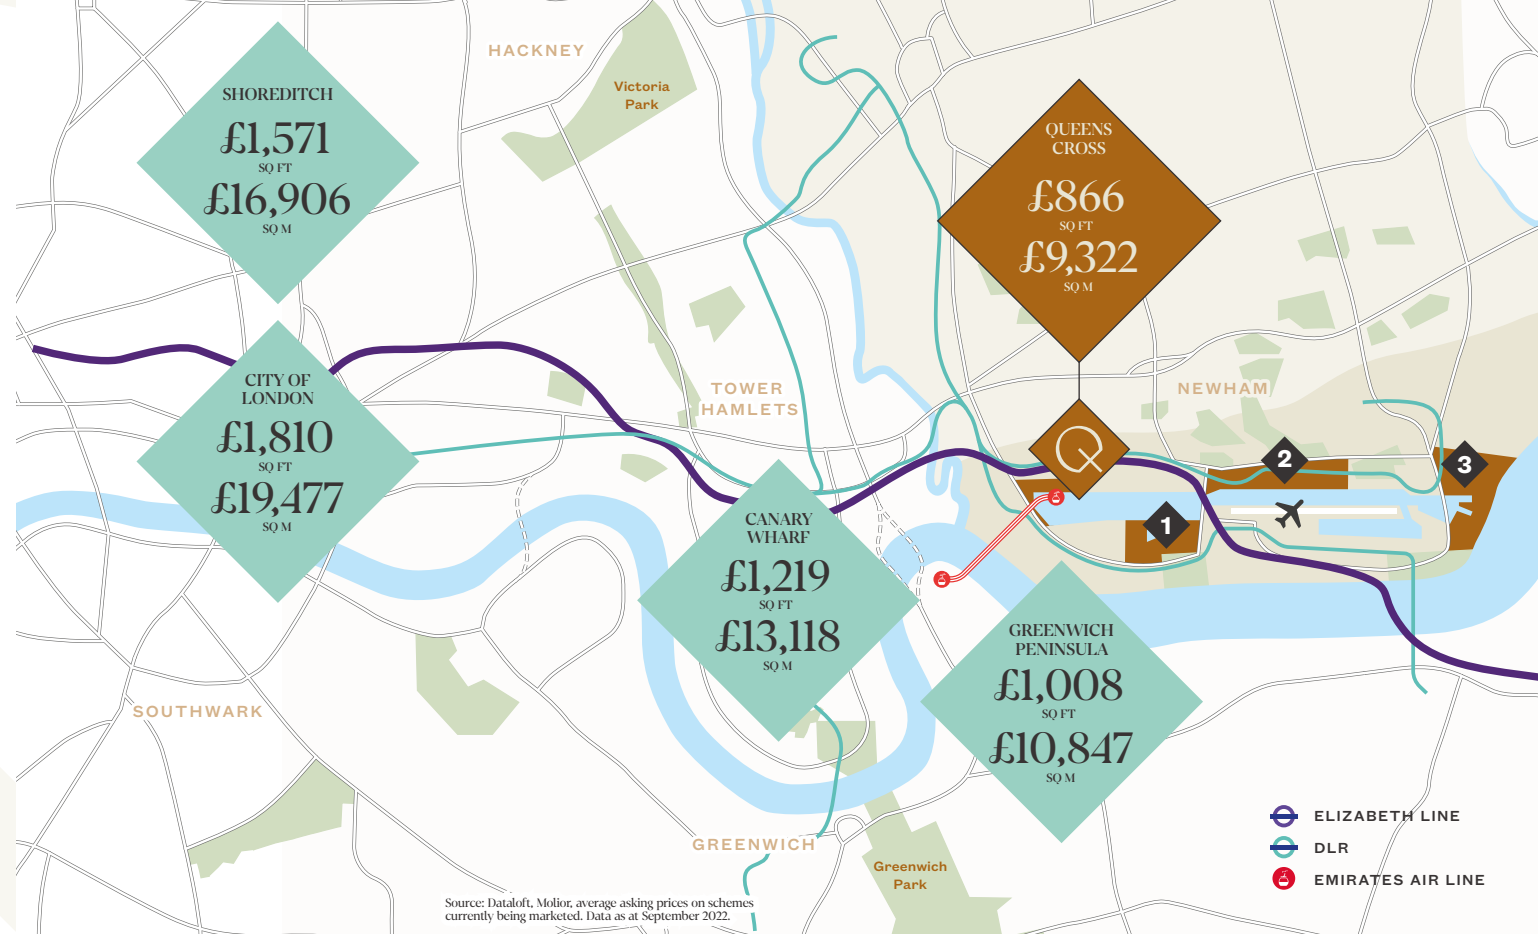 HACKNEY
Victoria
Park
SHOREDITCH
£1,571
SQ FT
£16,906
SQ M
QUEENS
CROSS
£866
SQ FT
£9,322
SQ M
CITY OF
LONDON
£1,810
SQ FT
£19,477
SQ M
TOWER
HAMLETS
NEWHAM
Q
2
3
1
CANARY
WHARF
£1,219
SQ FT
£13,118
SQ M
GREENWICH
PENINSULA
£1,008
SQ FT
£10,847
SQ M
SOUTHWARK
GREENWICH
Greenwich
Park
ELIZABETH LINE
DLR
EMIRATES AIR LINE
Source: Dataloft, Molior, average asking prices on schemes
currently being marketed. Data as at September 2022.